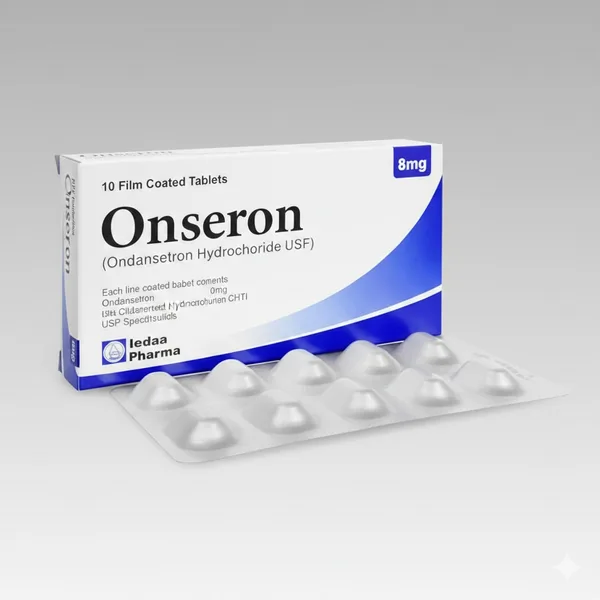 8mg
10 Film Coated Tablets
Onseron
(Ondansetron Hydrochoride USF)
Each line coated babet coments
Ondansetron 0mg
USP
Iedaa
Pharma
Onseron
8mg